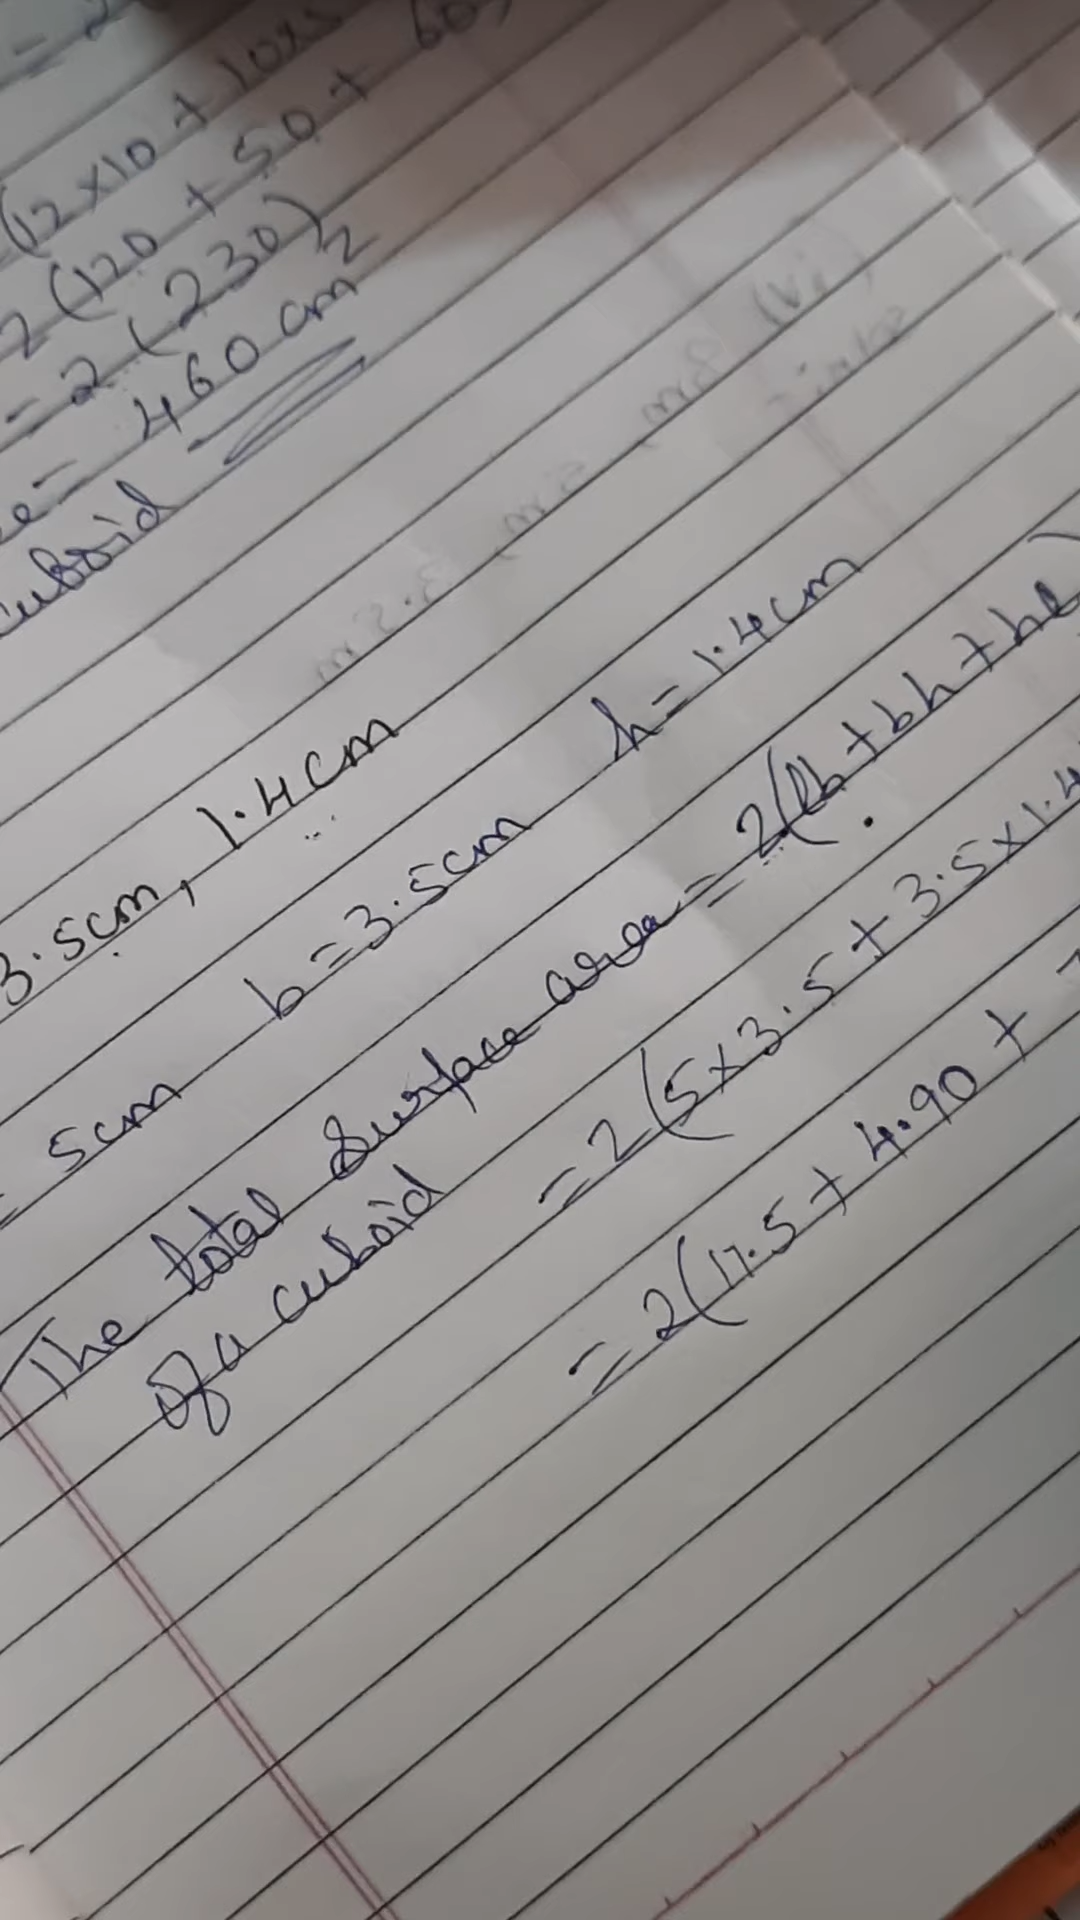 (12×10 + 10×5
2(120 + 50 + 60)
= 2(230)
= 460 cm²
cuboid
3.5cm, 1.4cm
= 5cm b=3.5cm h=1.4cm
The total Surface area = 2(lb+bh+hl)
of a cuboid
= 2(5×3.5+3.5×1.4
= 2(17.5+4.90+7